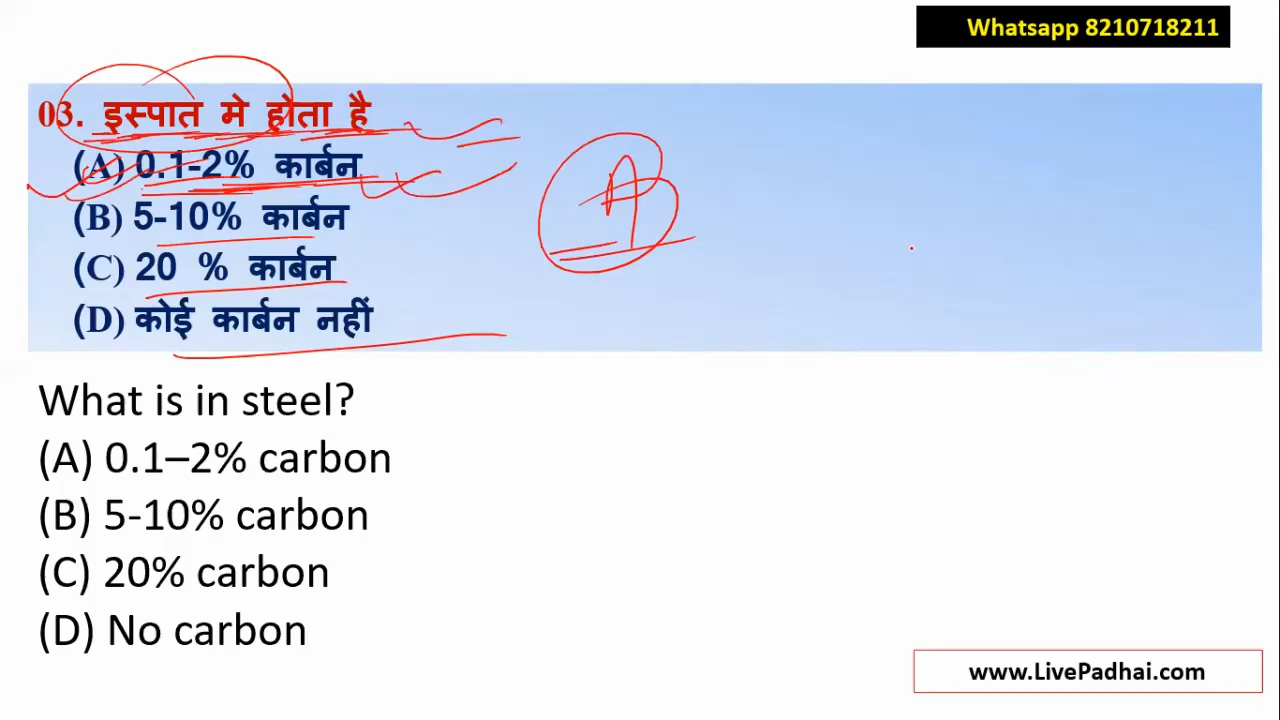 Whatsapp 8210718211
03. इस्पात मे होता है
(A) 0.1-2% कार्बन
(B) 5-10% कार्बन
(C) 20 % कार्बन
(D) कोई कार्बन नहीं
A
What is in steel?
(A) 0.1–2% carbon
(B) 5-10% carbon
(C) 20% carbon
(D) No carbon
www.LivePadhai.com